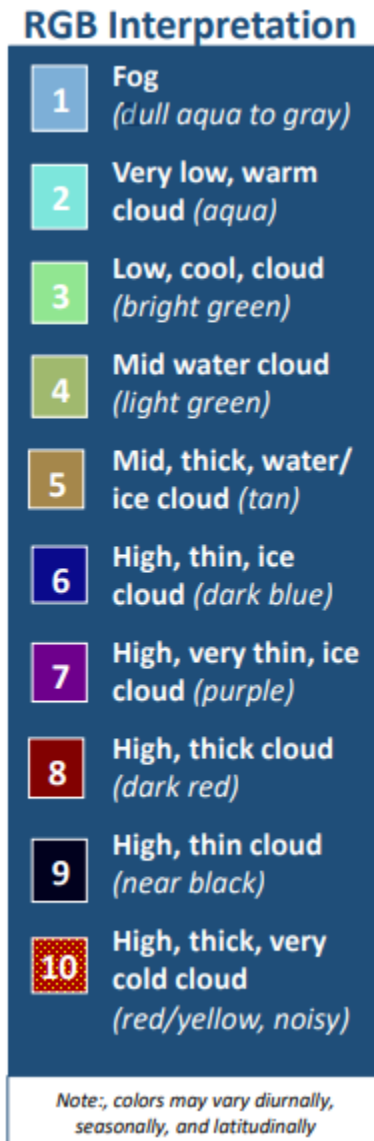 RGB Interpretation
1
Fog
(dull aqua to gray)
2
Very low, warm
cloud (aqua)
3
Low, cool, cloud
(bright green)
4
Mid water cloud
(light green)
5
Mid, thick, water/
ice cloud (tan)
6
High, thin, ice
cloud (dark blue)
7
High, very thin, ice
cloud (purple)
8
High, thick cloud
(dark red)
9
High, thin cloud
(near black)
10
High, thick, very
cold cloud
(red/yellow, noisy)
Note:, colors may vary diurnally,
seasonally, and latitudinally